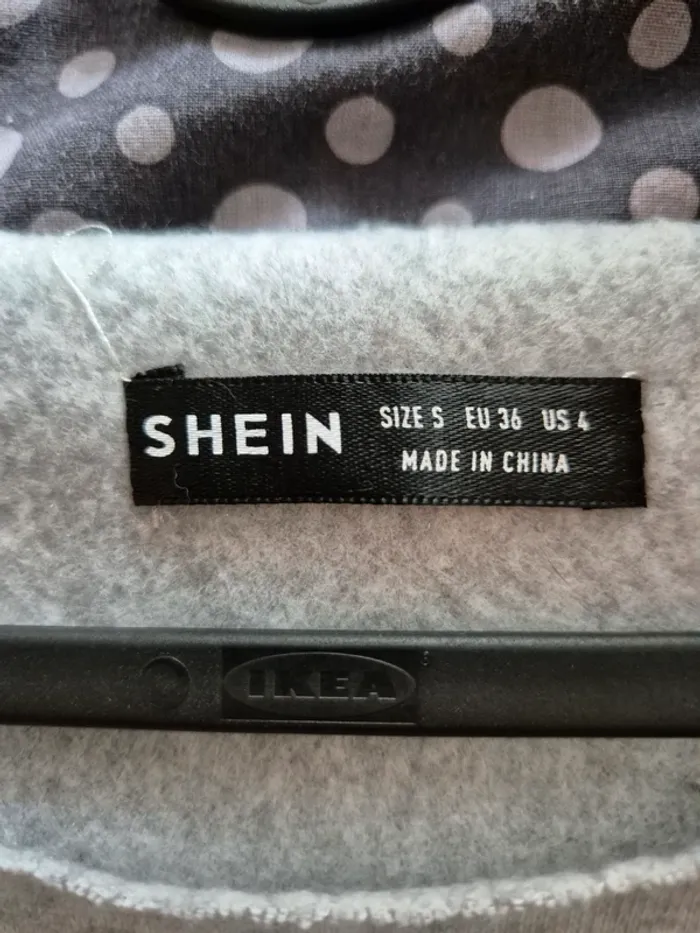 SHEIN
SIZE S EU 36 US 4
MADE IN CHINA
IKEA